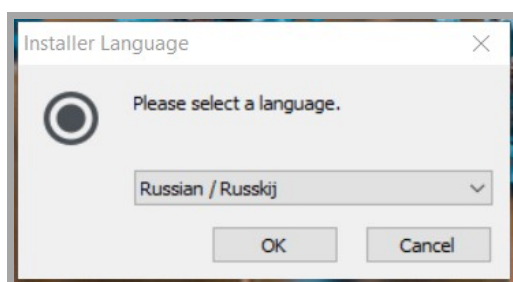 Installer Language
Please select a language.
Russian / Russkij
OK
Cancel